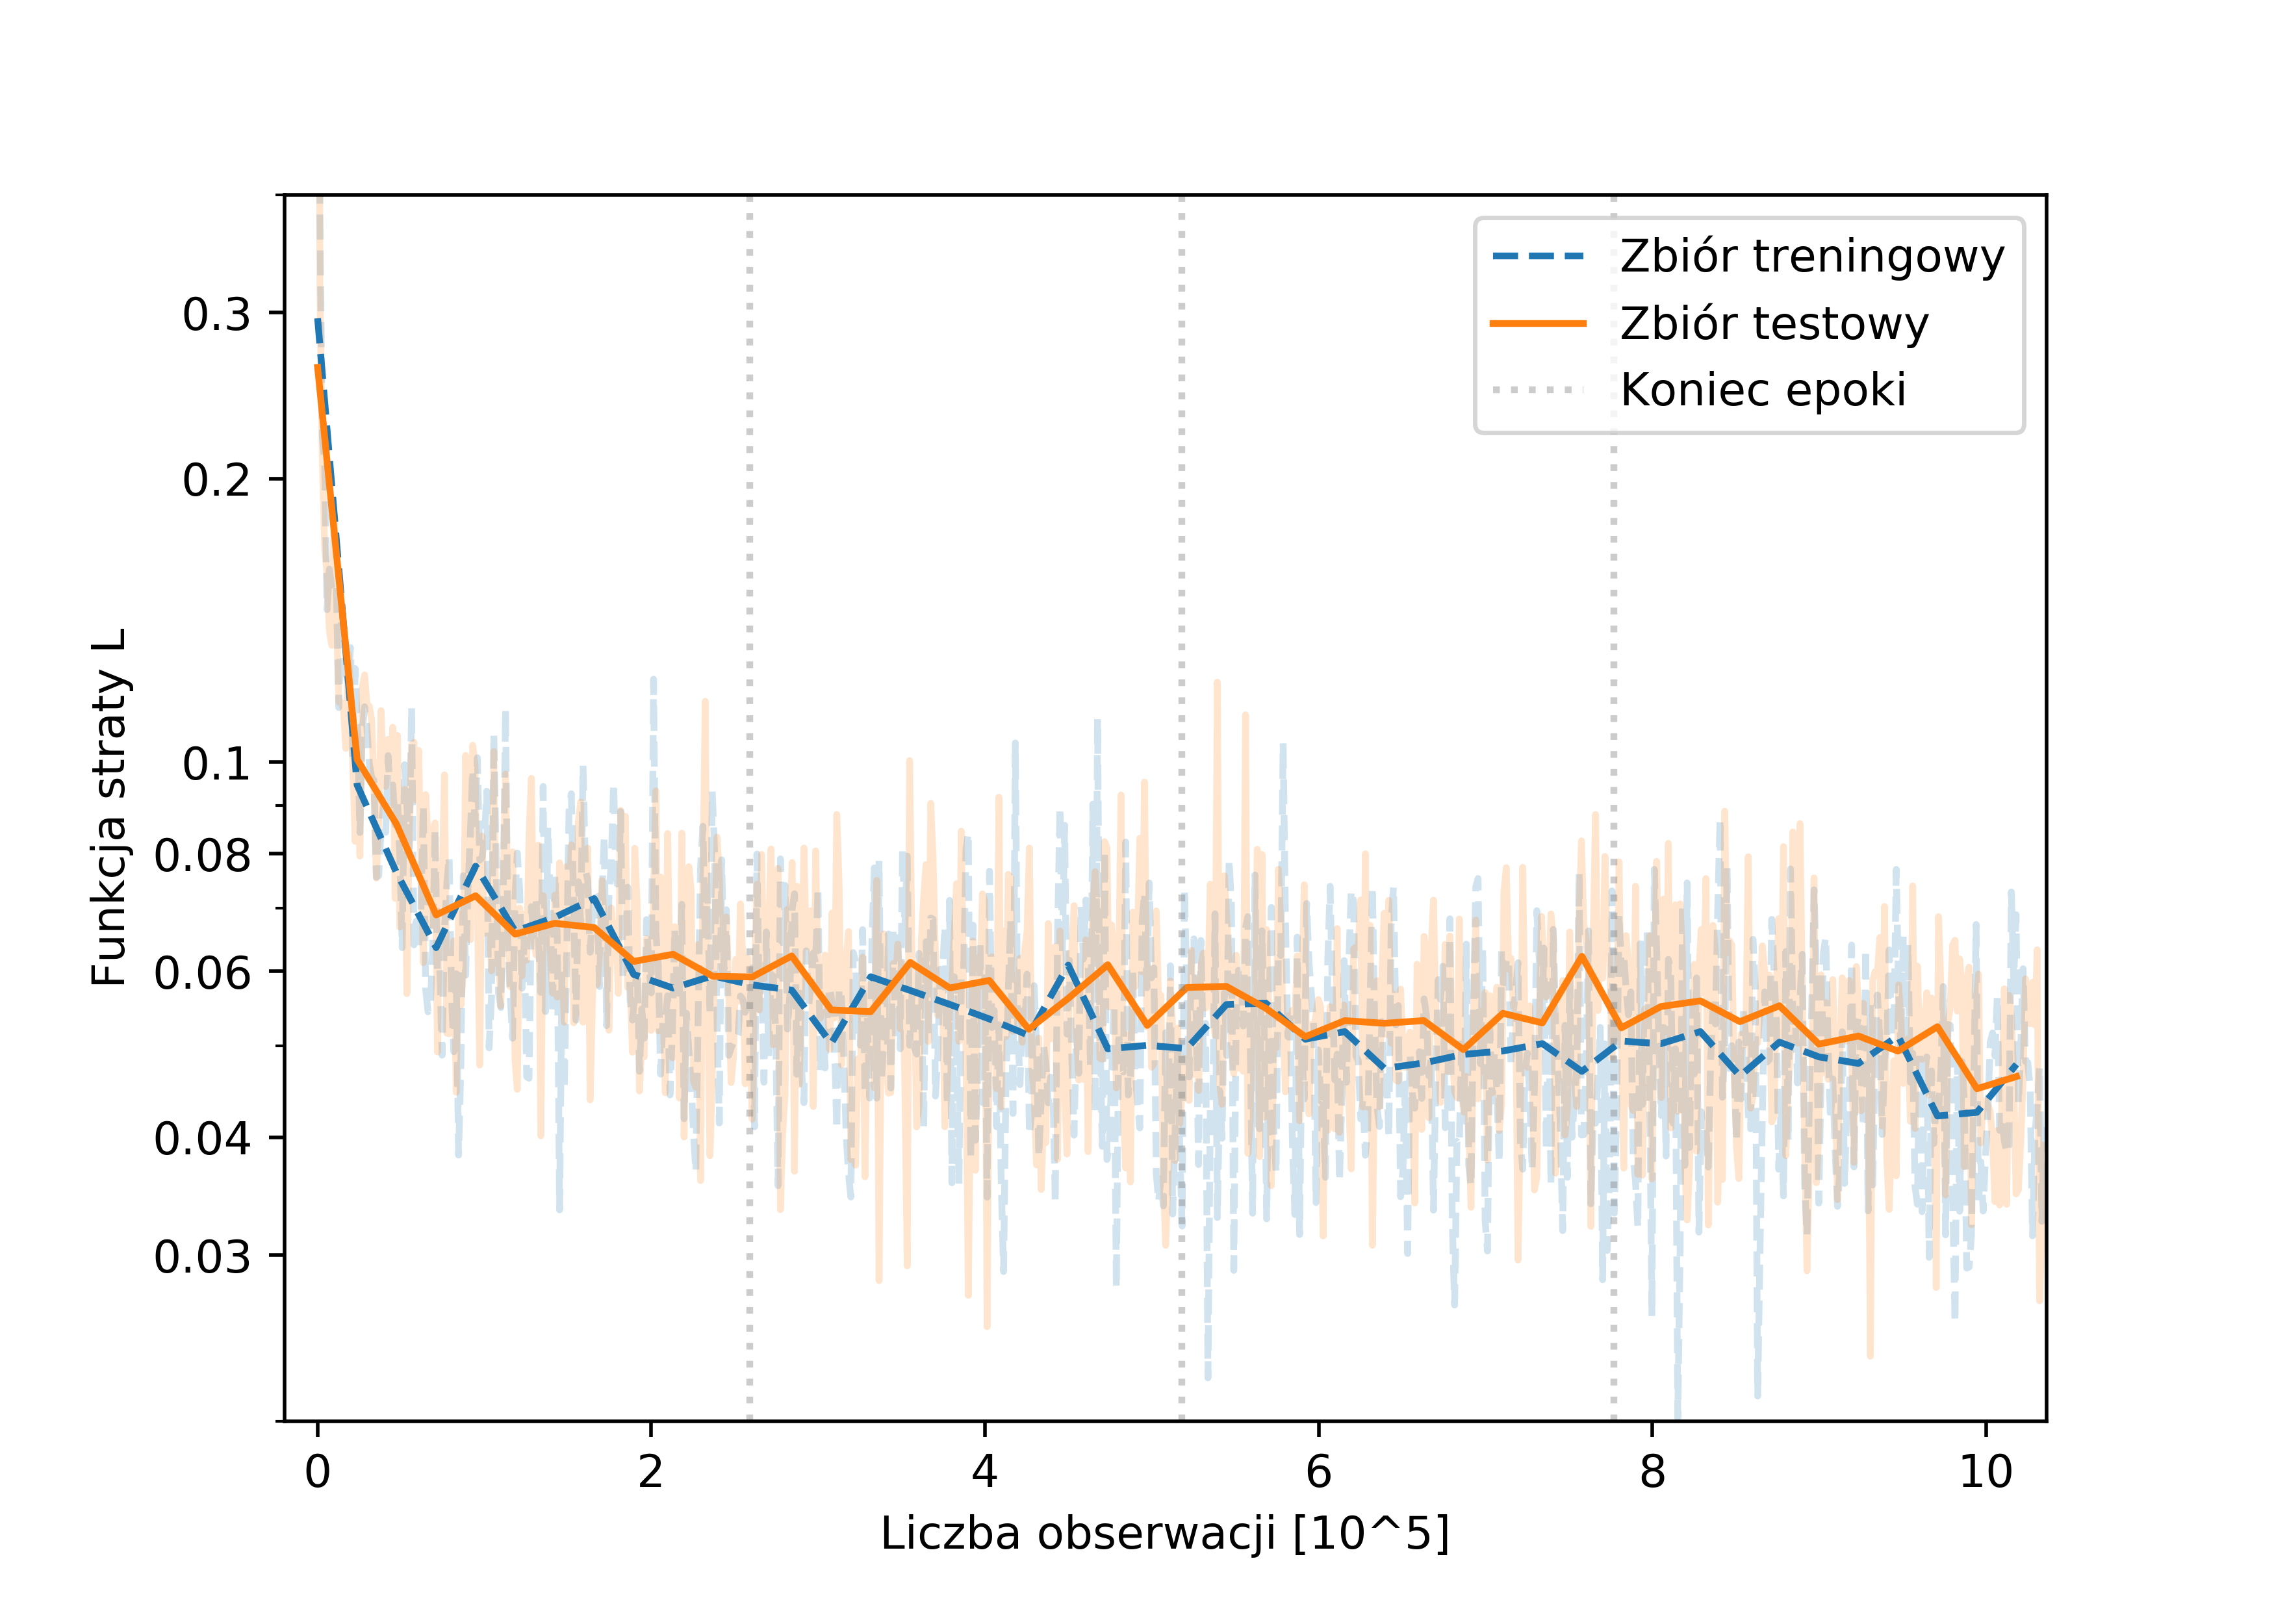 Zbiór treningowy
Zbiór testowy
Koniec epoki
Funkcja straty L
0.3
0.2
0.1
0.08
0.06
0.04
0.03
0 2 4 6 8 10
Liczba obserwacji [10^5]